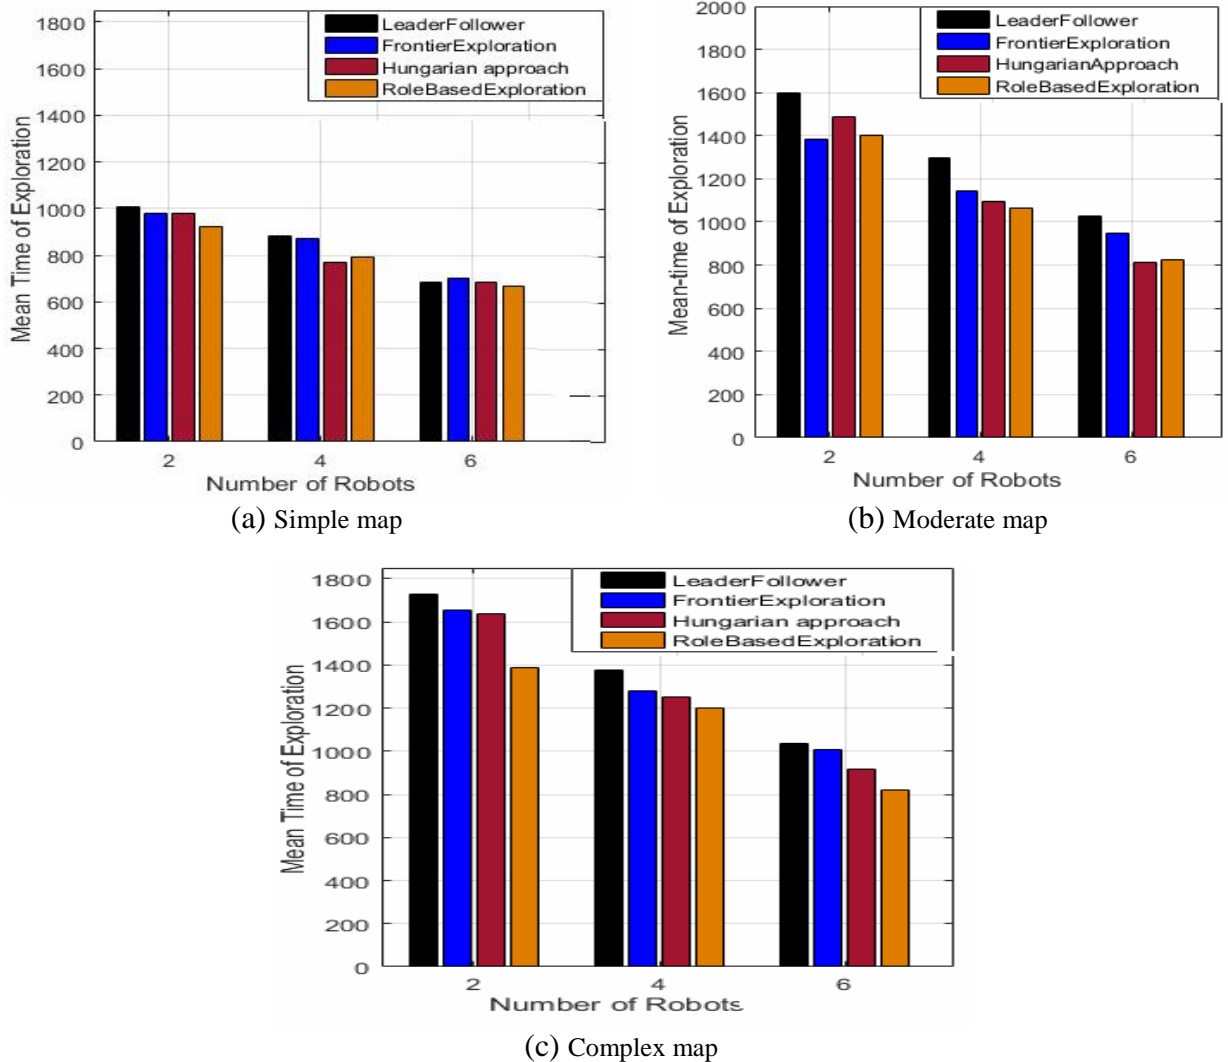 1800
1600
1400
1200
1000
800
600
400
200
0
Mean Time of Exploration
LeaderFollower
FrontierExploration
Hungarian approach
RoleBasedExploration
2 4 6
Number of Robots
(a) Simple map
2000
1800
1600
1400
1200
1000
800
600
400
200
0
Mean-time of Exploration
LeaderFollower
FrontierExploration
HungarianApproach
RoleBasedExploration
2 4 6
Number of Robots
(b) Moderate map
1800
1600
1400
1200
1000
800
600
400
200
0
Mean Time of Exploration
LeaderFollower
FrontierExploration
Hungarian approach
RoleBasedExploration
2 4 6
Number of Robots
(c) Complex map